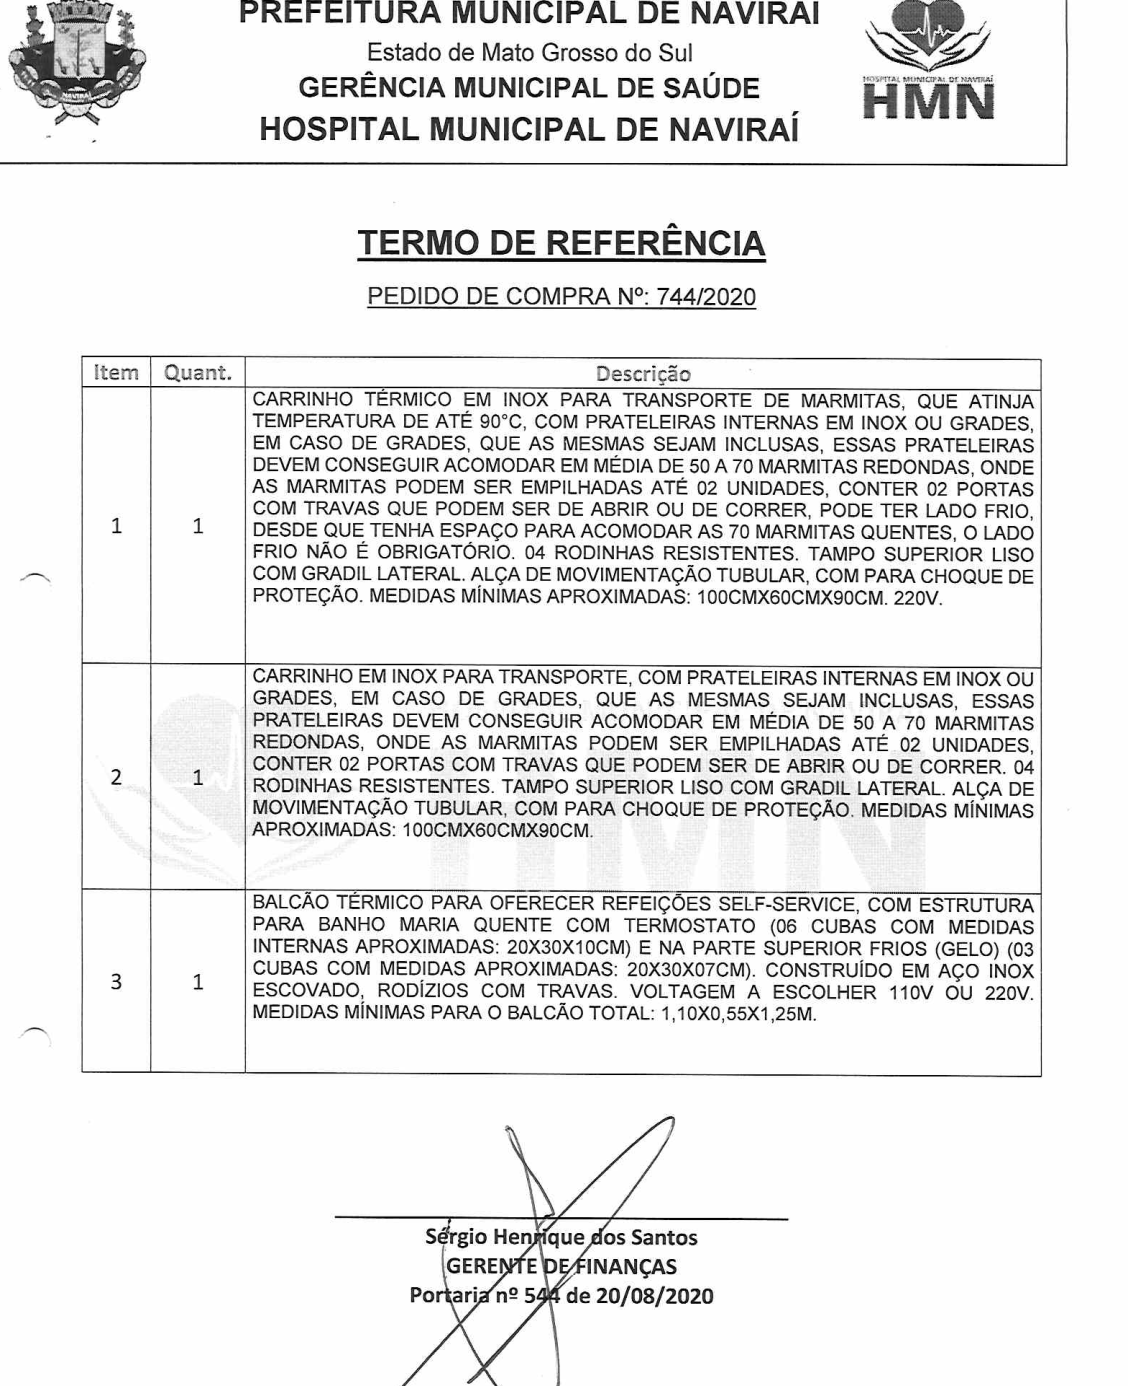 PREFEITURA MUNICIPAL DE NAVIRAÍ
Estado de Mato Grosso do Sul
GERÊNCIA MUNICIPAL DE SAÚDE
HOSPITAL MUNICIPAL DE NAVIRAÍ
NAVIRAÍ
HOSPITAL MUNICIPAL DE NAVIRAÍ
HMN
TERMO DE REFERÊNCIA
PEDIDO DE COMPRA Nº: 744/2020
Item Quant. Descrição
1 1
CARRINHO TÉRMICO EM INOX PARA TRANSPORTE DE MARMITAS, QUE ATINJA
TEMPERATURA DE ATÉ 90°C, COM PRATELEIRAS INTERNAS EM INOX OU GRADES,
EM CASO DE GRADES, QUE AS MESMAS SEJAM INCLUSAS, ESSAS PRATELEIRAS
DEVEM CONSEGUIR ACOMODAR EM MÉDIA DE 50 A 70 MARMITAS REDONDAS, ONDE
AS MARMITAS PODEM SER EMPILHADAS ATÉ 02 UNIDADES, CONTER 02 PORTAS
COM TRAVAS QUE PODEM SER DE ABRIR OU DE CORRER, PODE TER LADO FRIO,
DESDE QUE TENHA ESPAÇO PARA ACOMODAR AS 70 MARMITAS QUENTES, O LADO
FRIO NÃO É OBRIGATÓRIO. 04 RODINHAS RESISTENTES. TAMPO SUPERIOR LISO
COM GRADIL LATERAL. ALÇA DE MOVIMENTAÇÃO TUBULAR, COM PARA CHOQUE DE
PROTEÇÃO. MEDIDAS MÍNIMAS APROXIMADAS: 100CMX60CMX90CM. 220V.
2 1
CARRINHO EM INOX PARA TRANSPORTE, COM PRATELEIRAS INTERNAS EM INOX OU
GRADES, EM CASO DE GRADES, QUE AS MESMAS SEJAM INCLUSAS, ESSAS
PRATELEIRAS DEVEM CONSEGUIR ACOMODAR EM MÉDIA DE 50 A 70 MARMITAS
REDONDAS, ONDE AS MARMITAS PODEM SER EMPILHADAS ATÉ 02 UNIDADES,
CONTER 02 PORTAS COM TRAVAS QUE PODEM SER DE ABRIR OU DE CORRER. 04
RODINHAS RESISTENTES. TAMPO SUPERIOR LISO COM GRADIL LATERAL. ALÇA DE
MOVIMENTAÇÃO TUBULAR, COM PARA CHOQUE DE PROTEÇÃO. MEDIDAS MÍNIMAS
APROXIMADAS: 100CMX60CMX90CM.
HMN
3 1
BALCÃO TÉRMICO PARA OFERECER REFEIÇÕES SELF-SERVICE, COM ESTRUTURA
PARA BANHO MARIA QUENTE COM TERMOSTATO (06 CUBAS COM MEDIDAS
INTERNAS APROXIMADAS: 20X30X10CM) E NA PARTE SUPERIOR FRIOS (GELO) (03
CUBAS COM MEDIDAS APROXIMADAS: 20X30X07CM). CONSTRUÍDO EM AÇO INOX
ESCOVADO, RODÍZIOS COM TRAVAS. VOLTAGEM A ESCOLHER 110V OU 220V.
MEDIDAS MÍNIMAS PARA O BALCÃO TOTAL: 1,10X0,55X1,25M.
Sérgio Henrique dos Santos
GERENTE DE FINANÇAS
Portaria nº 544 de 20/08/2020